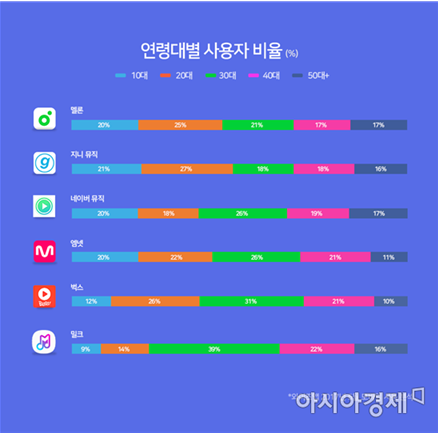 연령대별 사용자 비율 (%)
10대 20대 30대 40대 50대+
멜론
20% 25% 21% 17% 17%
지니 뮤직
21% 27% 18% 18% 16%
네이버 뮤직
20% 18% 26% 19% 17%
엠넷
20% 22% 26% 21% 11%
벅스
12% 26% 31% 21% 10%
밀크
9% 14% 39% 22% 16%
아시아경제